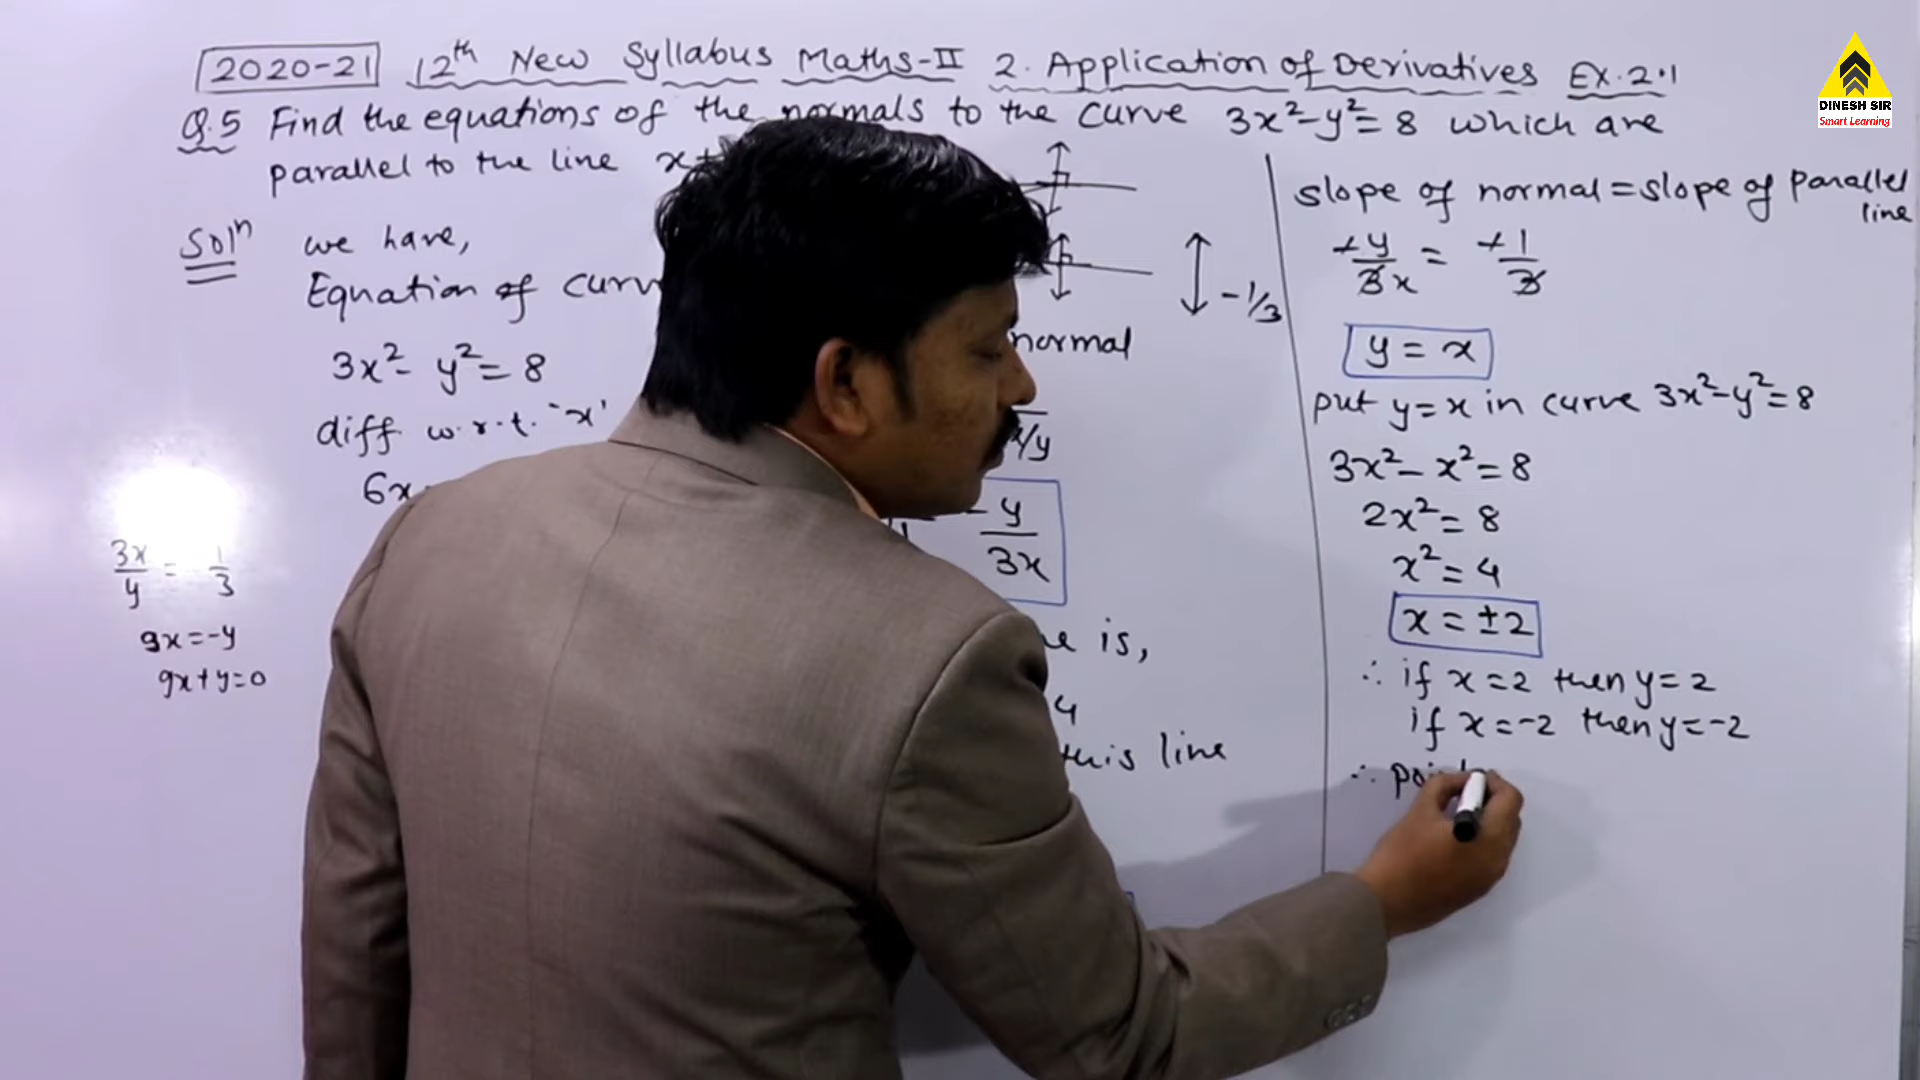 2020-21 12th New Syllabus Maths-II 2. Application of Derivatives Ex. 2.1
Q.5 Find the equations of the normals to the curve 3x²-y²=8 which are
parallel to the line x+
Solⁿ we have,
Equation of curv
3x²- y²= 8
diff w.r.t. 'x'
6x
3x/y = -1/3
9x=-y
9x+y=0
-1/3
normal
x/y
-y/3x
is,
4
this line
slope of normal = slope of parallel
line
+y/3x = +1/3
y = x
put y=x in curve 3x²-y²=8
3x²- x²= 8
2x²= 8
x²= 4
x = ±2
∴ if x=2 then y=2
if x=-2 then y=-2
∴ point
DINESH SIR
Smart Learning